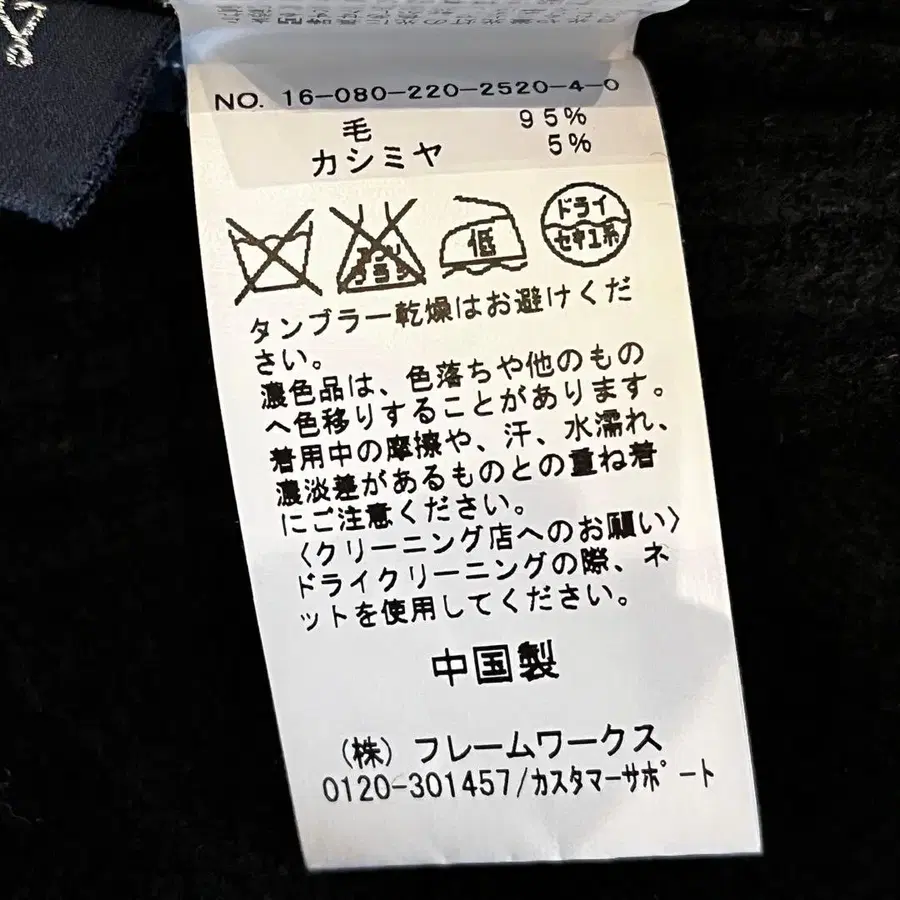 NO. 16-080-220-2520-4-0
毛 95%
カシミヤ 5%
エンソ
サラシ
低
ドライ
セキユ系
タンブラー乾燥はお避けくだ
さい。
濃色品は、色落ちや他のもの
へ色移りすることがあります。
着用中の摩擦や、汗、水濡れ、
濃淡差があるものとの重ね着
にご注意ください。
〈クリーニング店へのお願い〉
ドライクリーニングの際、ネ
ットを使用してください。
中国製
(株) フレームワークス
0120-301457/カスタマーサポート